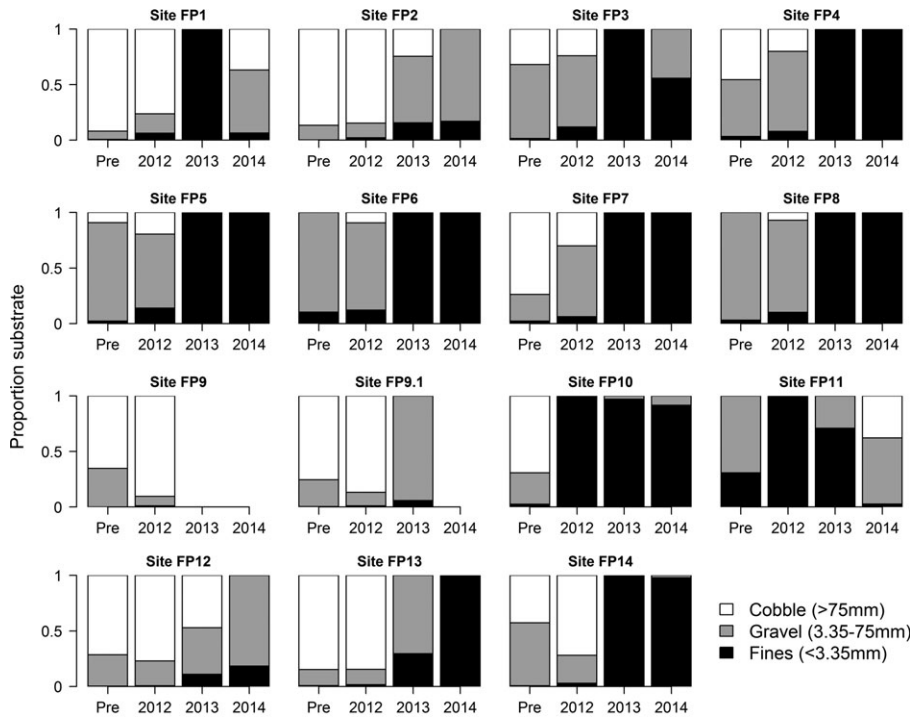 Site FP1 Site FP2 Site FP3 Site FP4
1
0.5
0
Pre 2012 2013 2014 Pre 2012 2013 2014 Pre 2012 2013 2014 Pre 2012 2013 2014
Site FP5 Site FP6 Site FP7 Site FP8
1
0.5
0
Pre 2012 2013 2014 Pre 2012 2013 2014 Pre 2012 2013 2014 Pre 2012 2013 2014
Proportion substrate
Site FP9 Site FP9.1 Site FP10 Site FP11
1
0.5
0
Pre 2012 2013 2014 Pre 2012 2013 2014 Pre 2012 2013 2014 Pre 2012 2013 2014
Site FP12 Site FP13 Site FP14
1
0.5
0
Pre 2012 2013 2014 Pre 2012 2013 2014 Pre 2012 2013 2014
Cobble (>75mm)
Gravel (3.35-75mm)
Fines (<3.35mm)